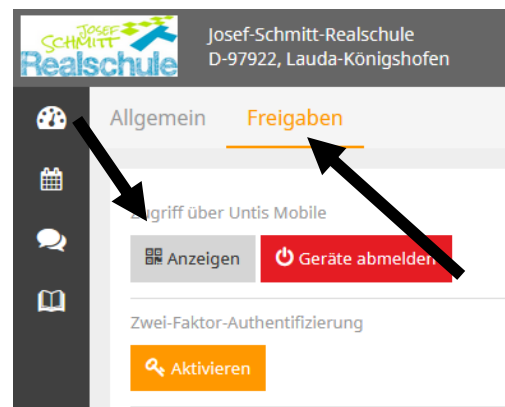 JOSEF
SCHMITT
Realschule
Josef-Schmitt-Realschule
D-97922, Lauda-Königshofen
Allgemein Freigaben
Zugriff über Untis Mobile
Anzeigen Geräte abmelden
Zwei-Faktor-Authentifizierung
Aktivieren